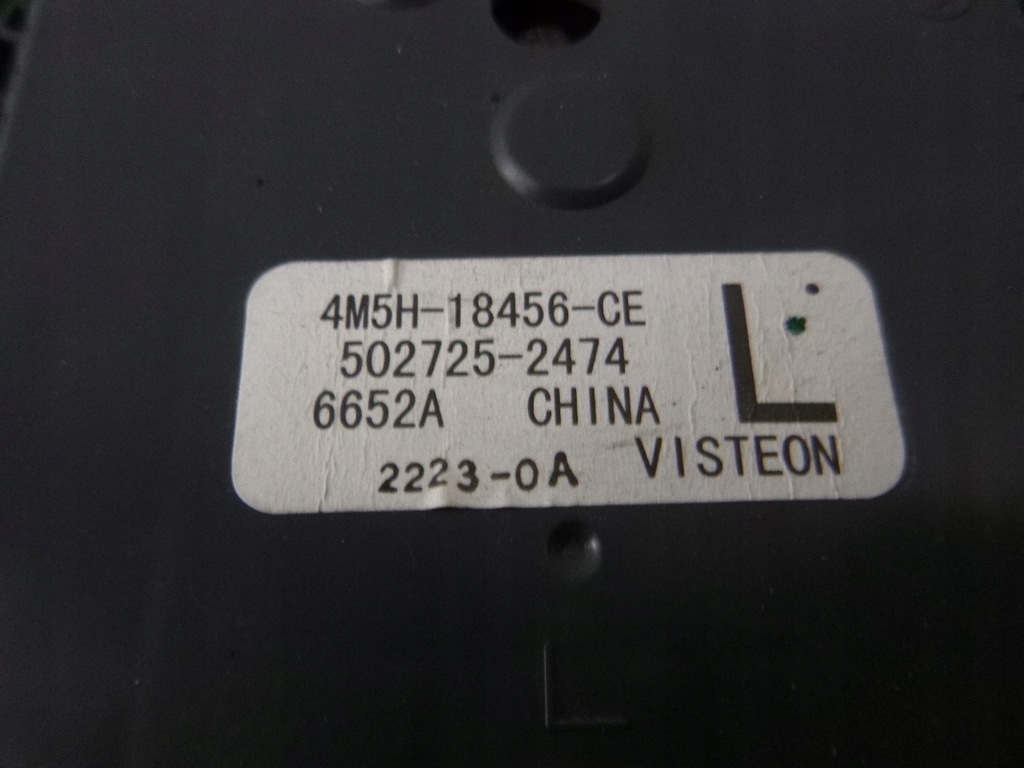 4M5H-18456-CE
502725-2474
6652A CHINA
L
2223-0A
VISTEON
L